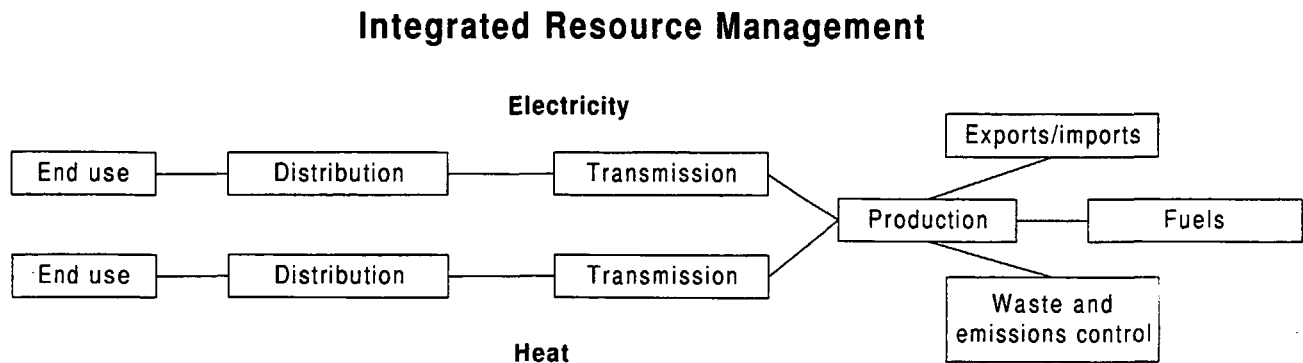 Integrated Resource Management
Electricity
Exports/imports
End use
Distribution
Transmission
Production
Fuels
End use
Distribution
Transmission
Waste and
emissions control
Heat